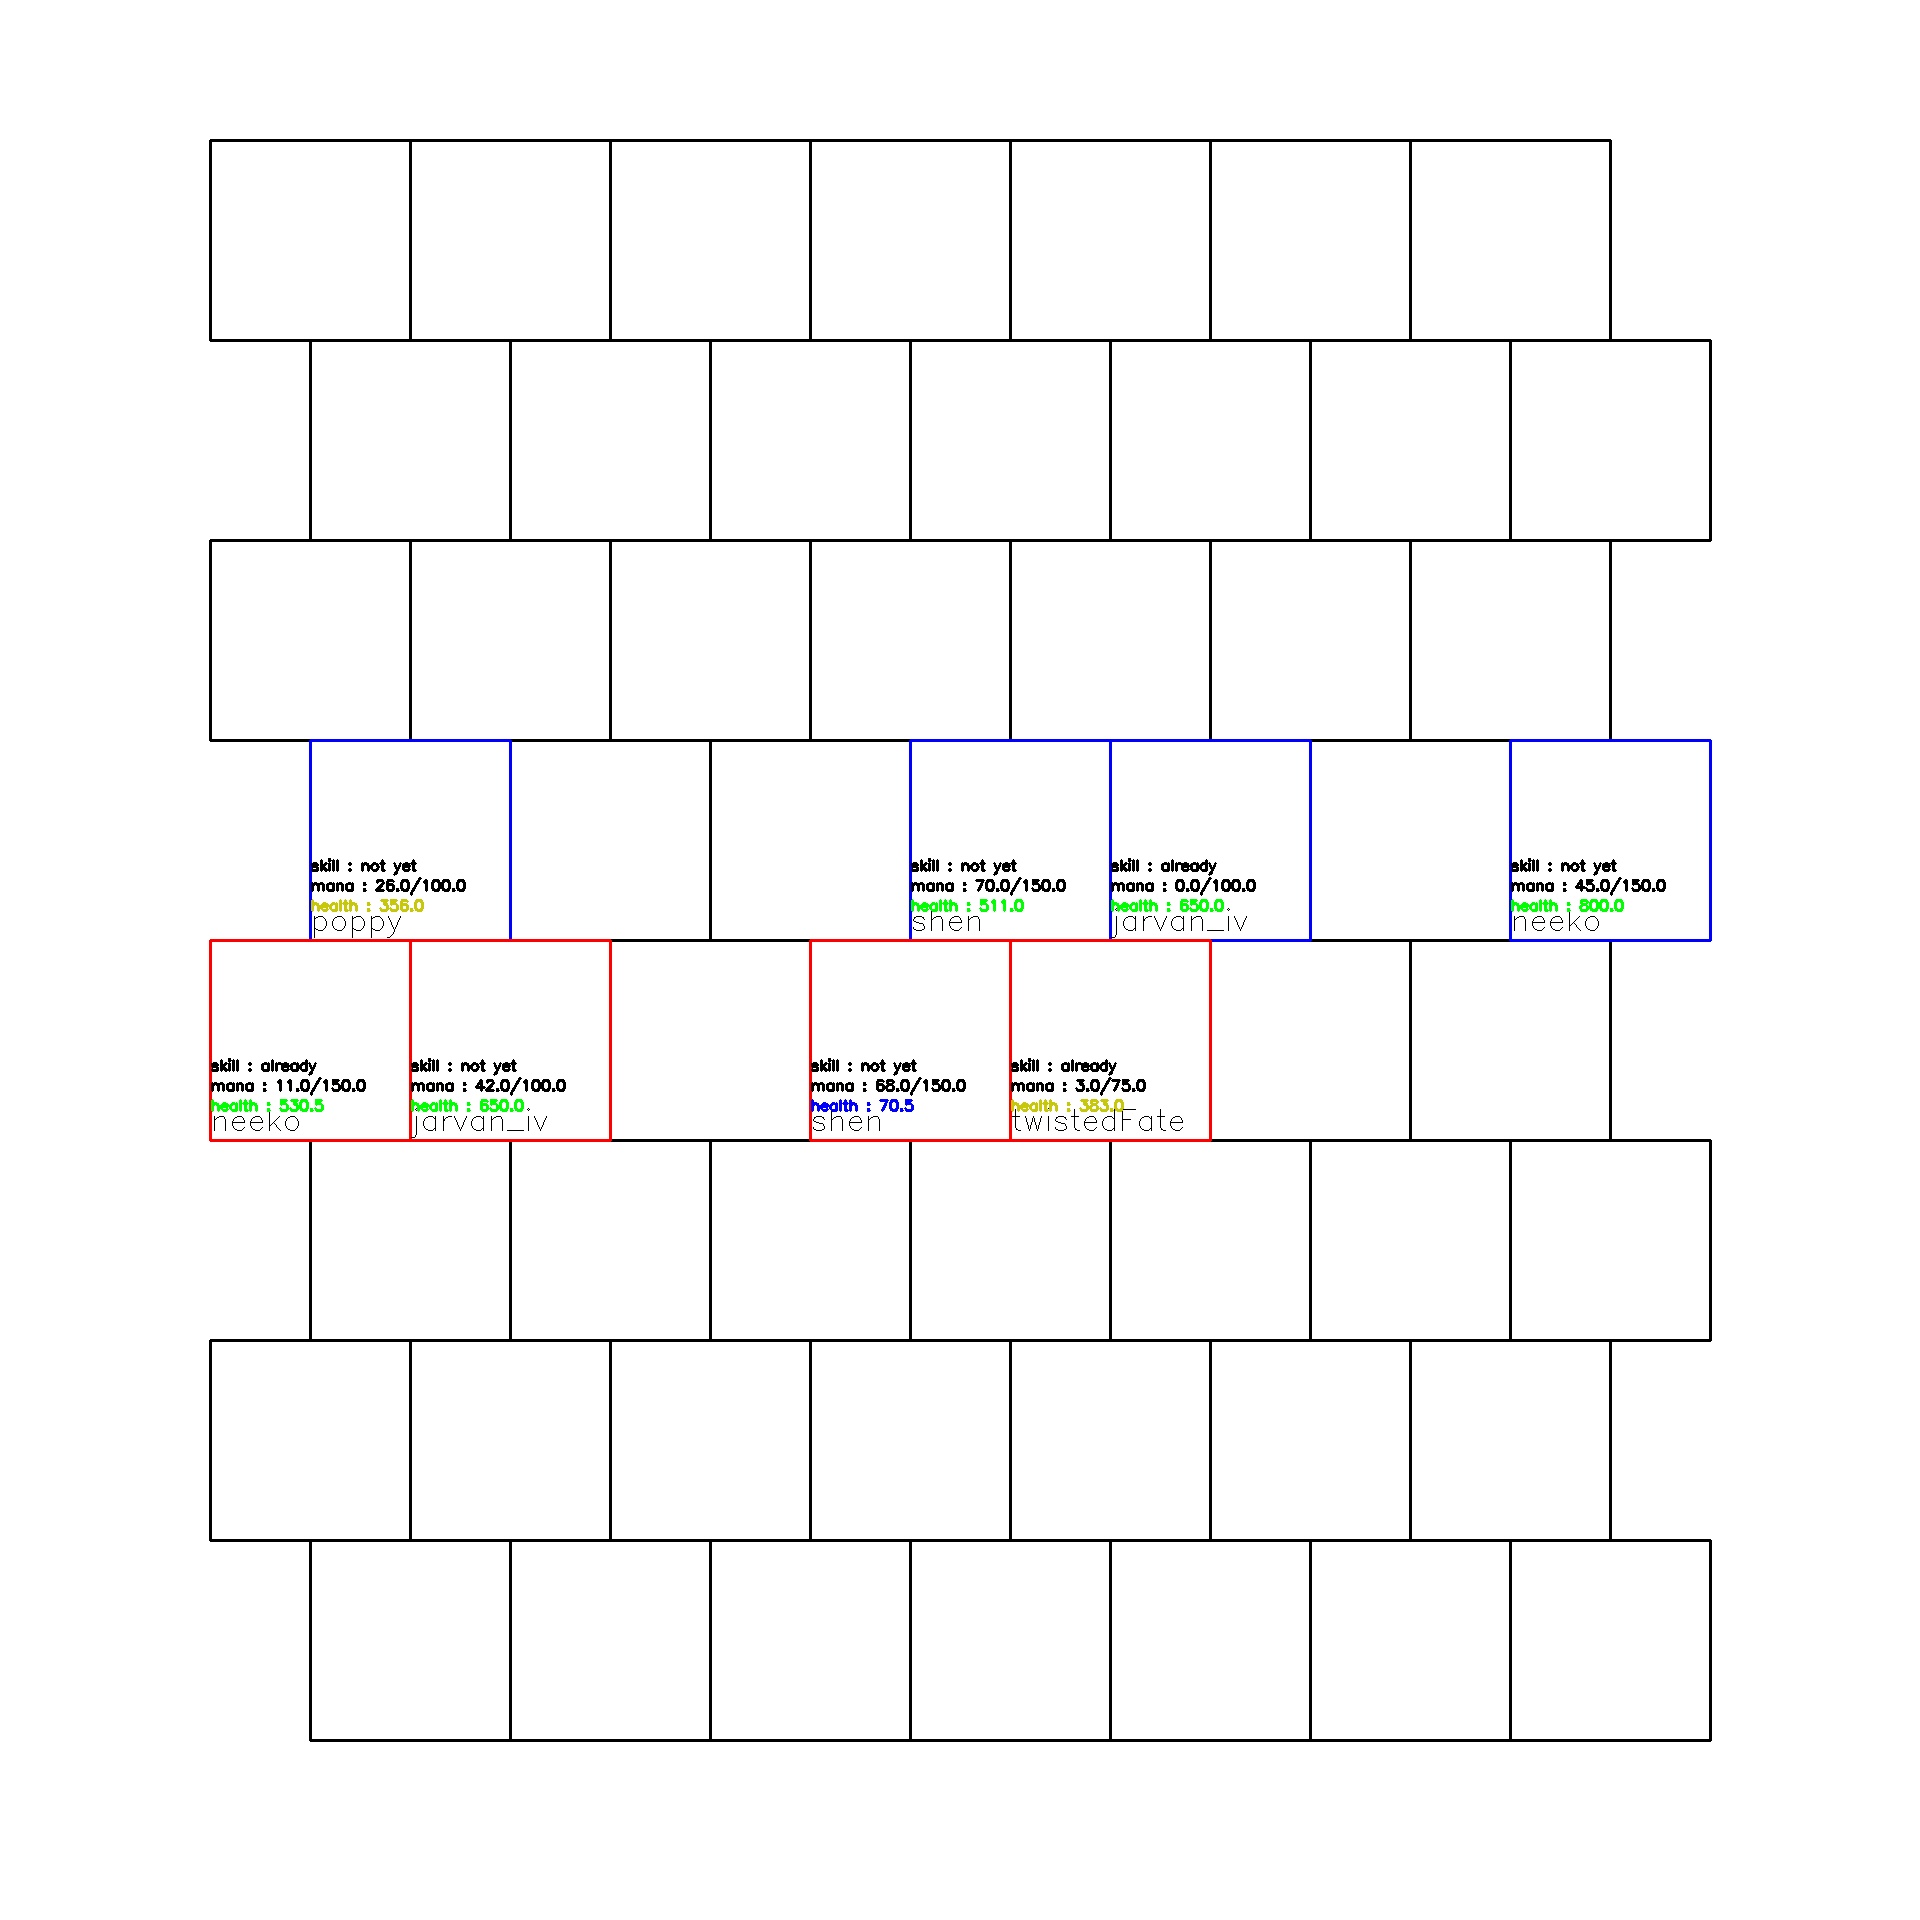 skill : not yet
mana : 26.0/100.0
health : 356.0
poppy
skill : not yet
mana : 70.0/150.0
health : 511.0
shen
skill : already
mana : 0.0/100.0
health : 650.0
jarvan_iv
skill : not yet
mana : 45.0/150.0
health : 800.0
neeko
skill : already
mana : 11.0/150.0
health : 530.5
neeko
skill : not yet
mana : 42.0/100.0
health : 650.0
jarvan_iv
skill : not yet
mana : 68.0/150.0
health : 70.5
shen
skill : already
mana : 3.0/75.0
health : 383.0
twistedFate